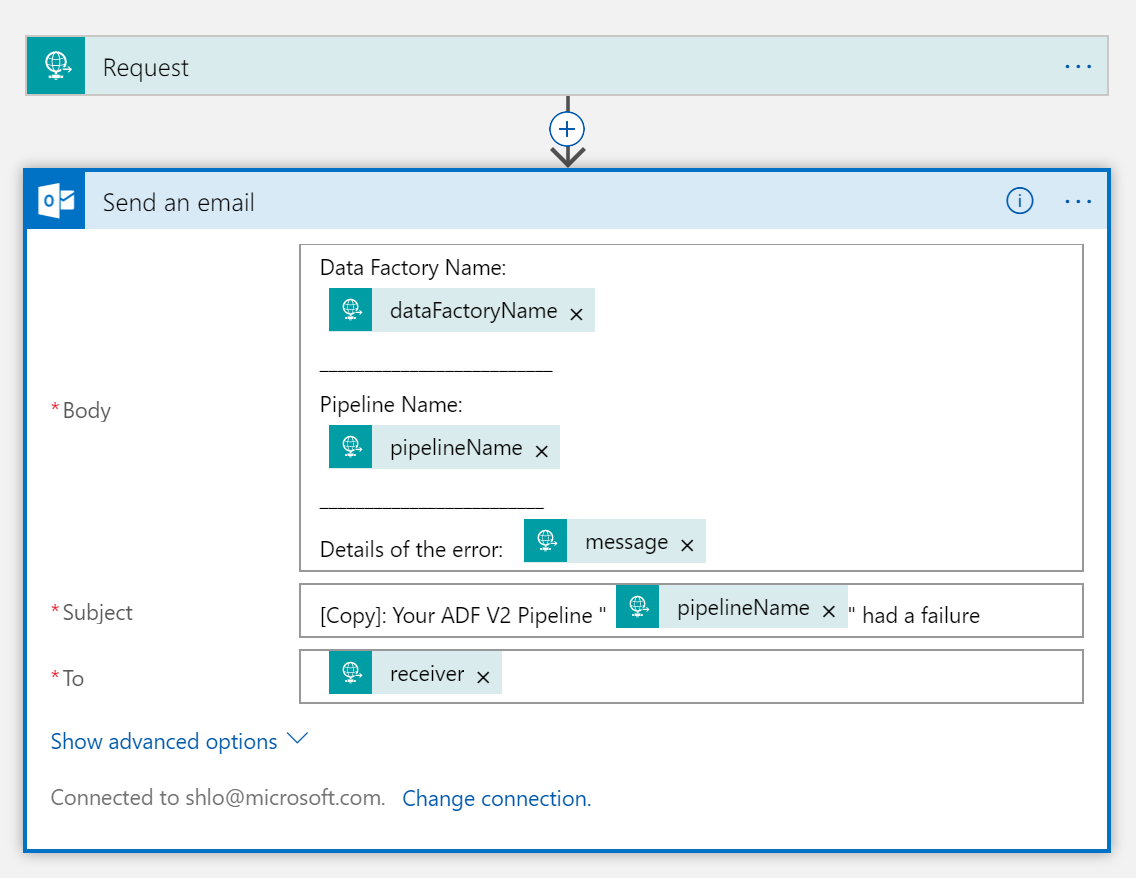 Request
Send an email
Data Factory Name:
dataFactoryName ×
__________________________
*Body
Pipeline Name:
pipelineName ×
_________________________
Details of the error: message ×
*Subject
[Copy]: Your ADF V2 Pipeline " pipelineName × " had a failure
*To
receiver ×
Show advanced options
Connected to shlo@microsoft.com. Change connection.